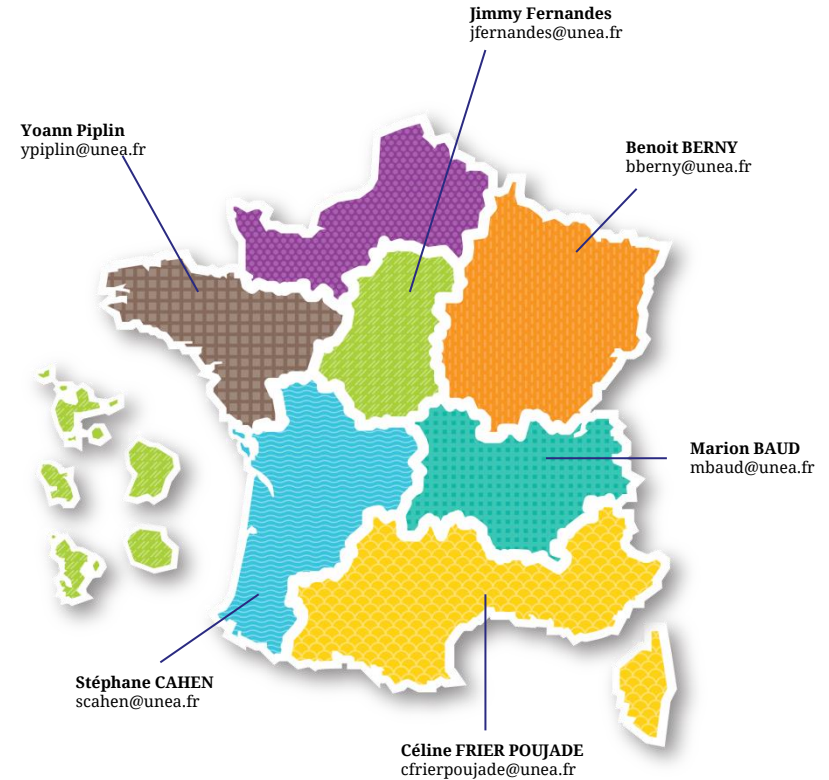 Jimmy Fernandes
jfernandes@unea.fr
Yoann Piplin
ypiplin@unea.fr
Benoit BERNY
bberny@unea.fr
Marion BAUD
mbaud@unea.fr
Stéphane CAHEN
scahen@unea.fr
Céline FRIER POUJADE
cfrierpoujade@unea.fr